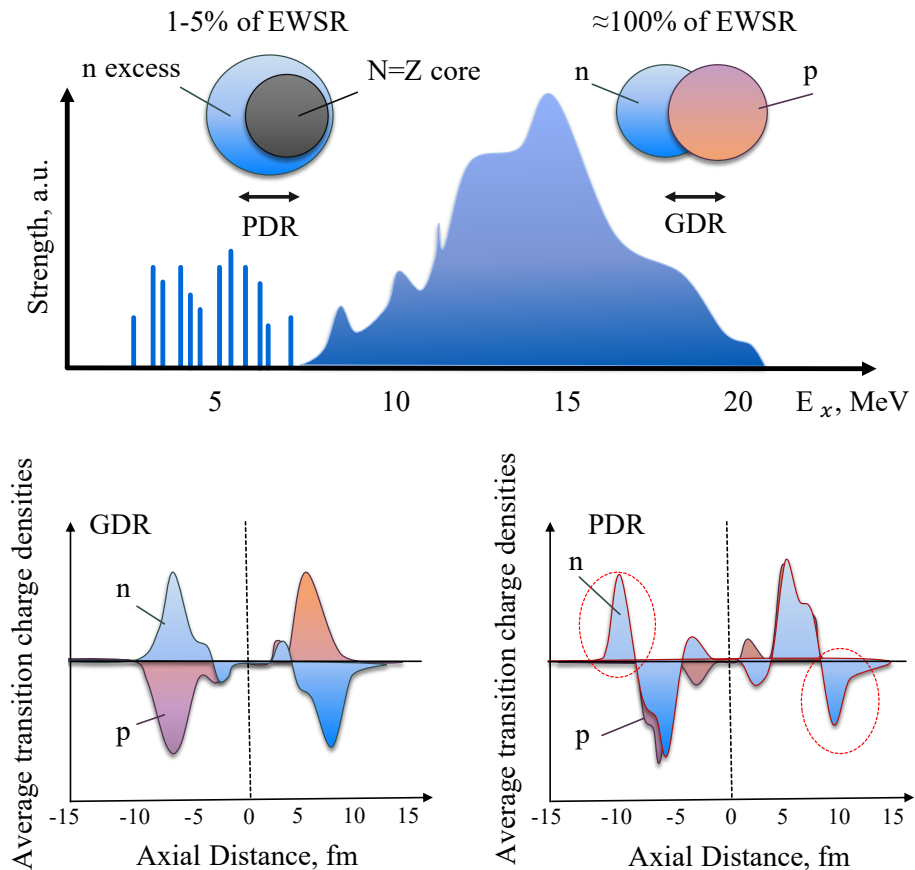 1-5% of EWSR
≈100% of EWSR
n excess
N=Z core
n
p
PDR
GDR
Strength, a.u.
5
10
15
20
E x, MeV
GDR
n
p
Average transition charge densities
-15
-10
-5
0
5
10
15
Axial Distance, fm
PDR
n
p
Average transition charge densities
-15
-10
-5
0
5
10
15
Axial Distance, fm